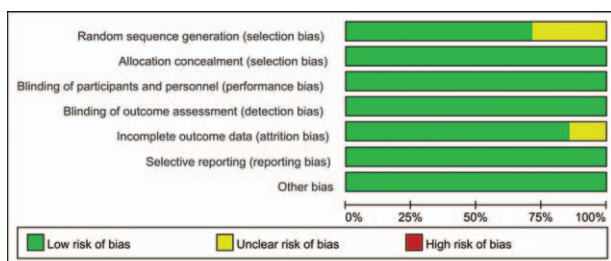 Random sequence generation (selection bias)
Allocation concealment (selection bias)
Blinding of participants and personnel (performance bias)
Blinding of outcome assessment (detection bias)
Incomplete outcome data (attrition bias)
Selective reporting (reporting bias)
Other bias
0% 25% 50% 75% 100%
Low risk of bias Unclear risk of bias High risk of bias